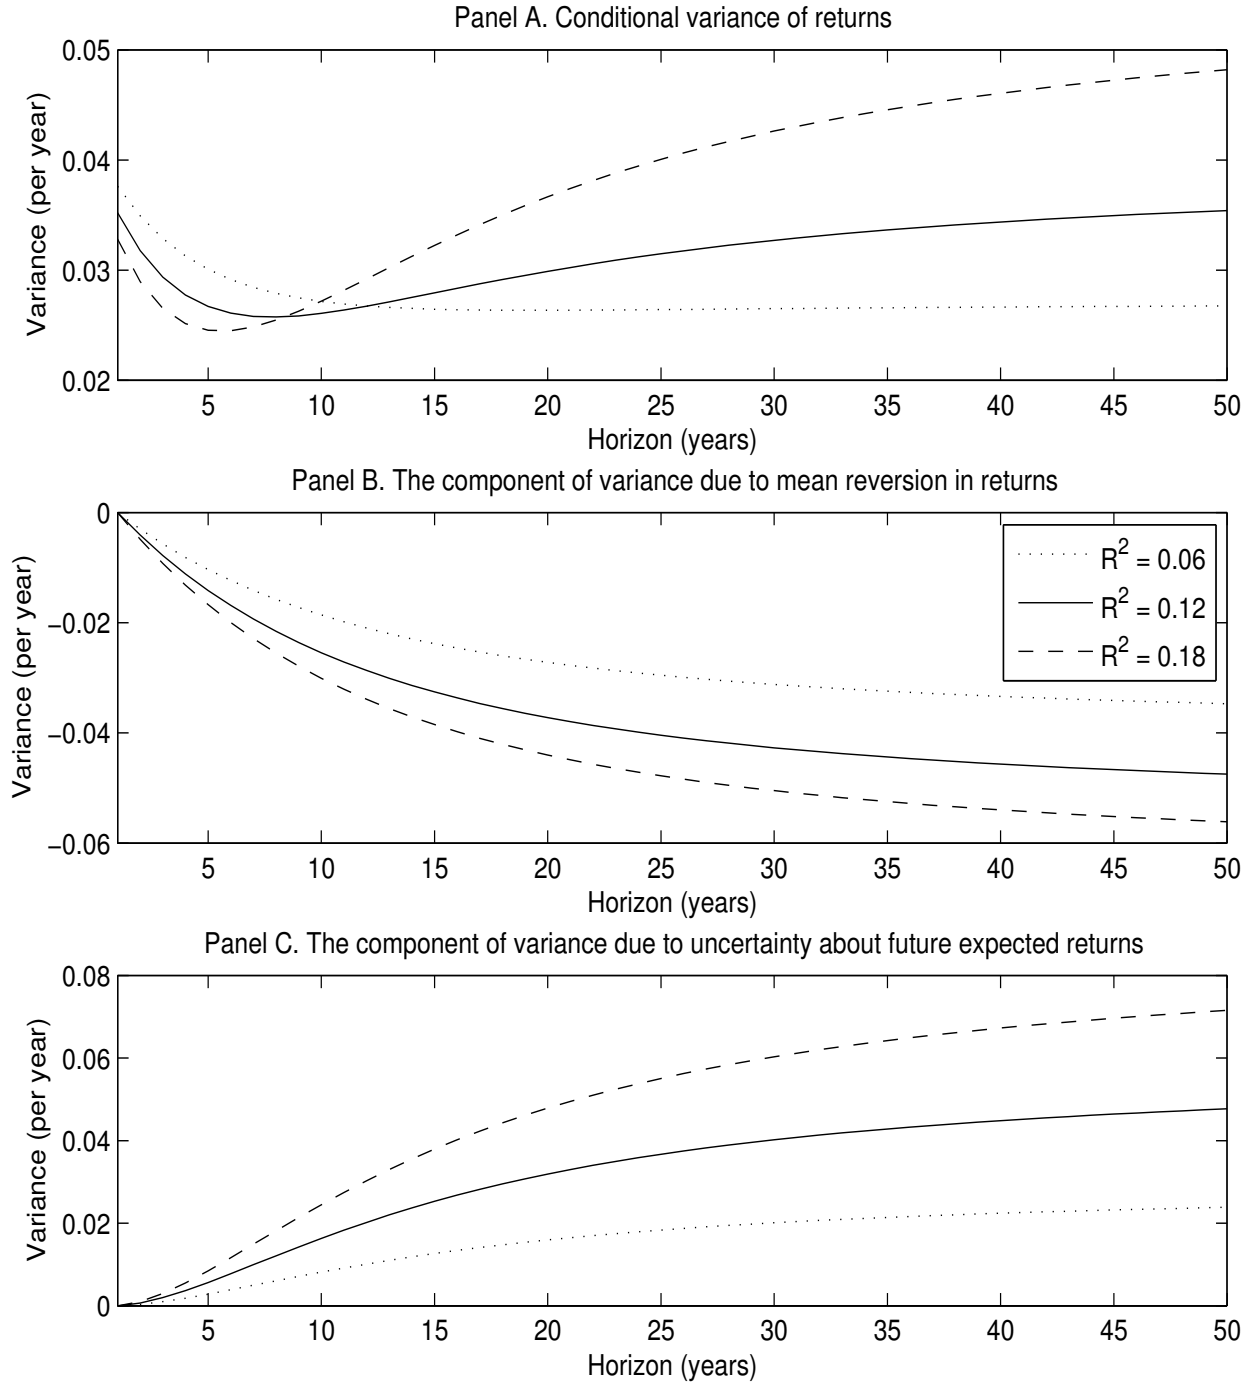 Panel A. Conditional variance of returns
0.05
0.04
0.03
0.02
Variance (per year)
5 10 15 20 25 30 35 40 45 50
Horizon (years)
Panel B. The component of variance due to mean reversion in returns
0
−0.02
−0.04
−0.06
Variance (per year)
R² = 0.06
R² = 0.12
R² = 0.18
5 10 15 20 25 30 35 40 45 50
Horizon (years)
Panel C. The component of variance due to uncertainty about future expected returns
0.08
0.06
0.04
0.02
0
Variance (per year)
5 10 15 20 25 30 35 40 45 50
Horizon (years)